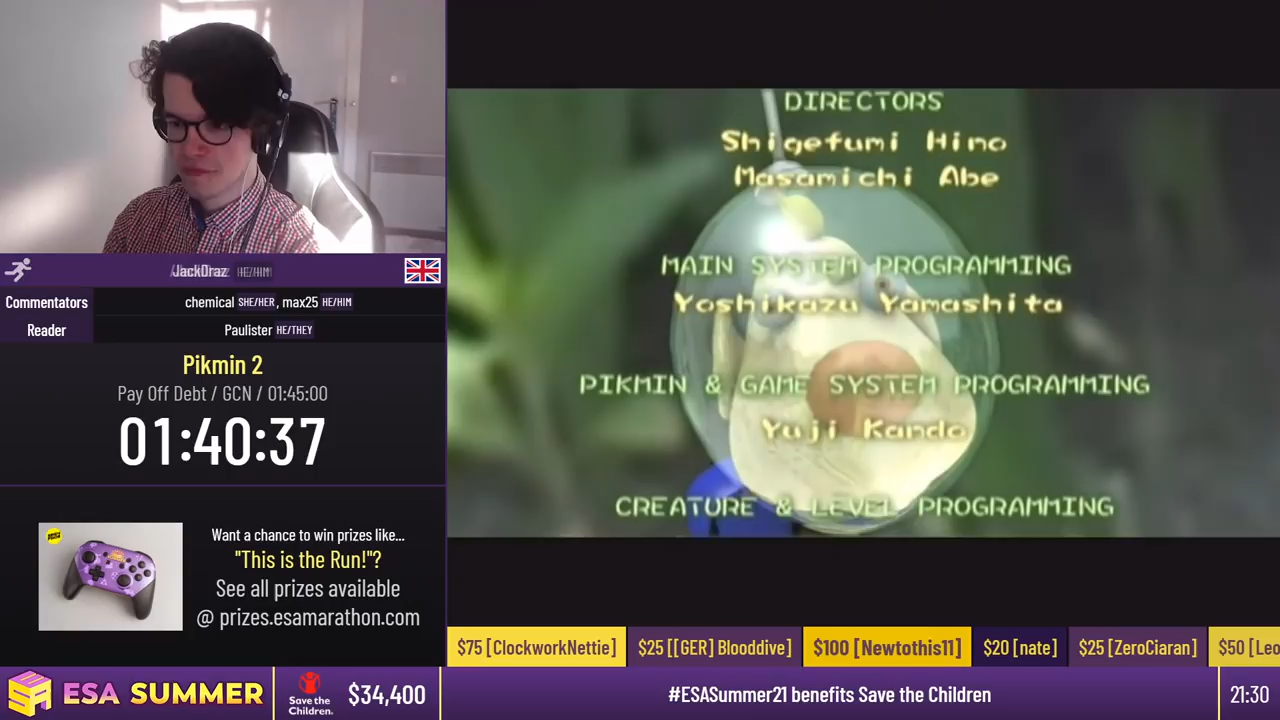 JackDraz HE/HIM
Commentators chemical SHE/HER, max25 HE/HIM
Reader Paulister HE/THEY
Pikmin 2
Pay Off Debt / GCN / 01:45:00
01:40:37
Want a chance to win prizes like...
"This is the Run!"?
See all prizes available
@ prizes.esamarathon.com
DIRECTORS
Shigefumi Hino
Masamichi Abe
MAIN SYSTEM PROGRAMMING
Yoshikazu Yamashita
PIKMIN & GAME SYSTEM PROGRAMMING
Yuji Kando
CREATURE & LEVEL PROGRAMMING
$75 [ClockworkNettie] $25 [[GER] Blooddive] $100 [Newtothis11] $20 [nate] $25 [ZeroCiaran] $50 [Leo
ESA SUMMER Save the Children. $34,400 #ESASummer21 benefits Save the Children 21:30